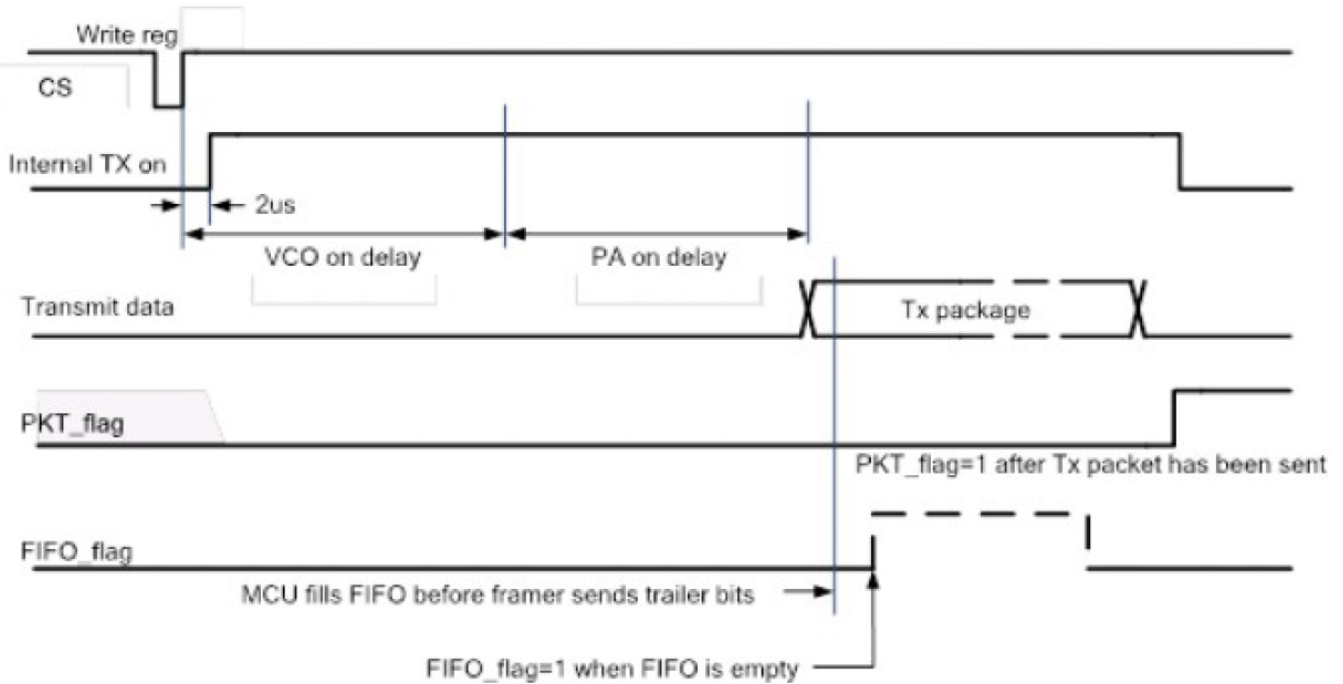 Write reg
CS
Internal TX on
2us
VCO on delay
PA on delay
Transmit data
Tx package
PKT_flag
PKT_flag=1 after Tx packet has been sent
FIFO_flag
MCU fills FIFO before framer sends trailer bits
FIFO_flag=1 when FIFO is empty